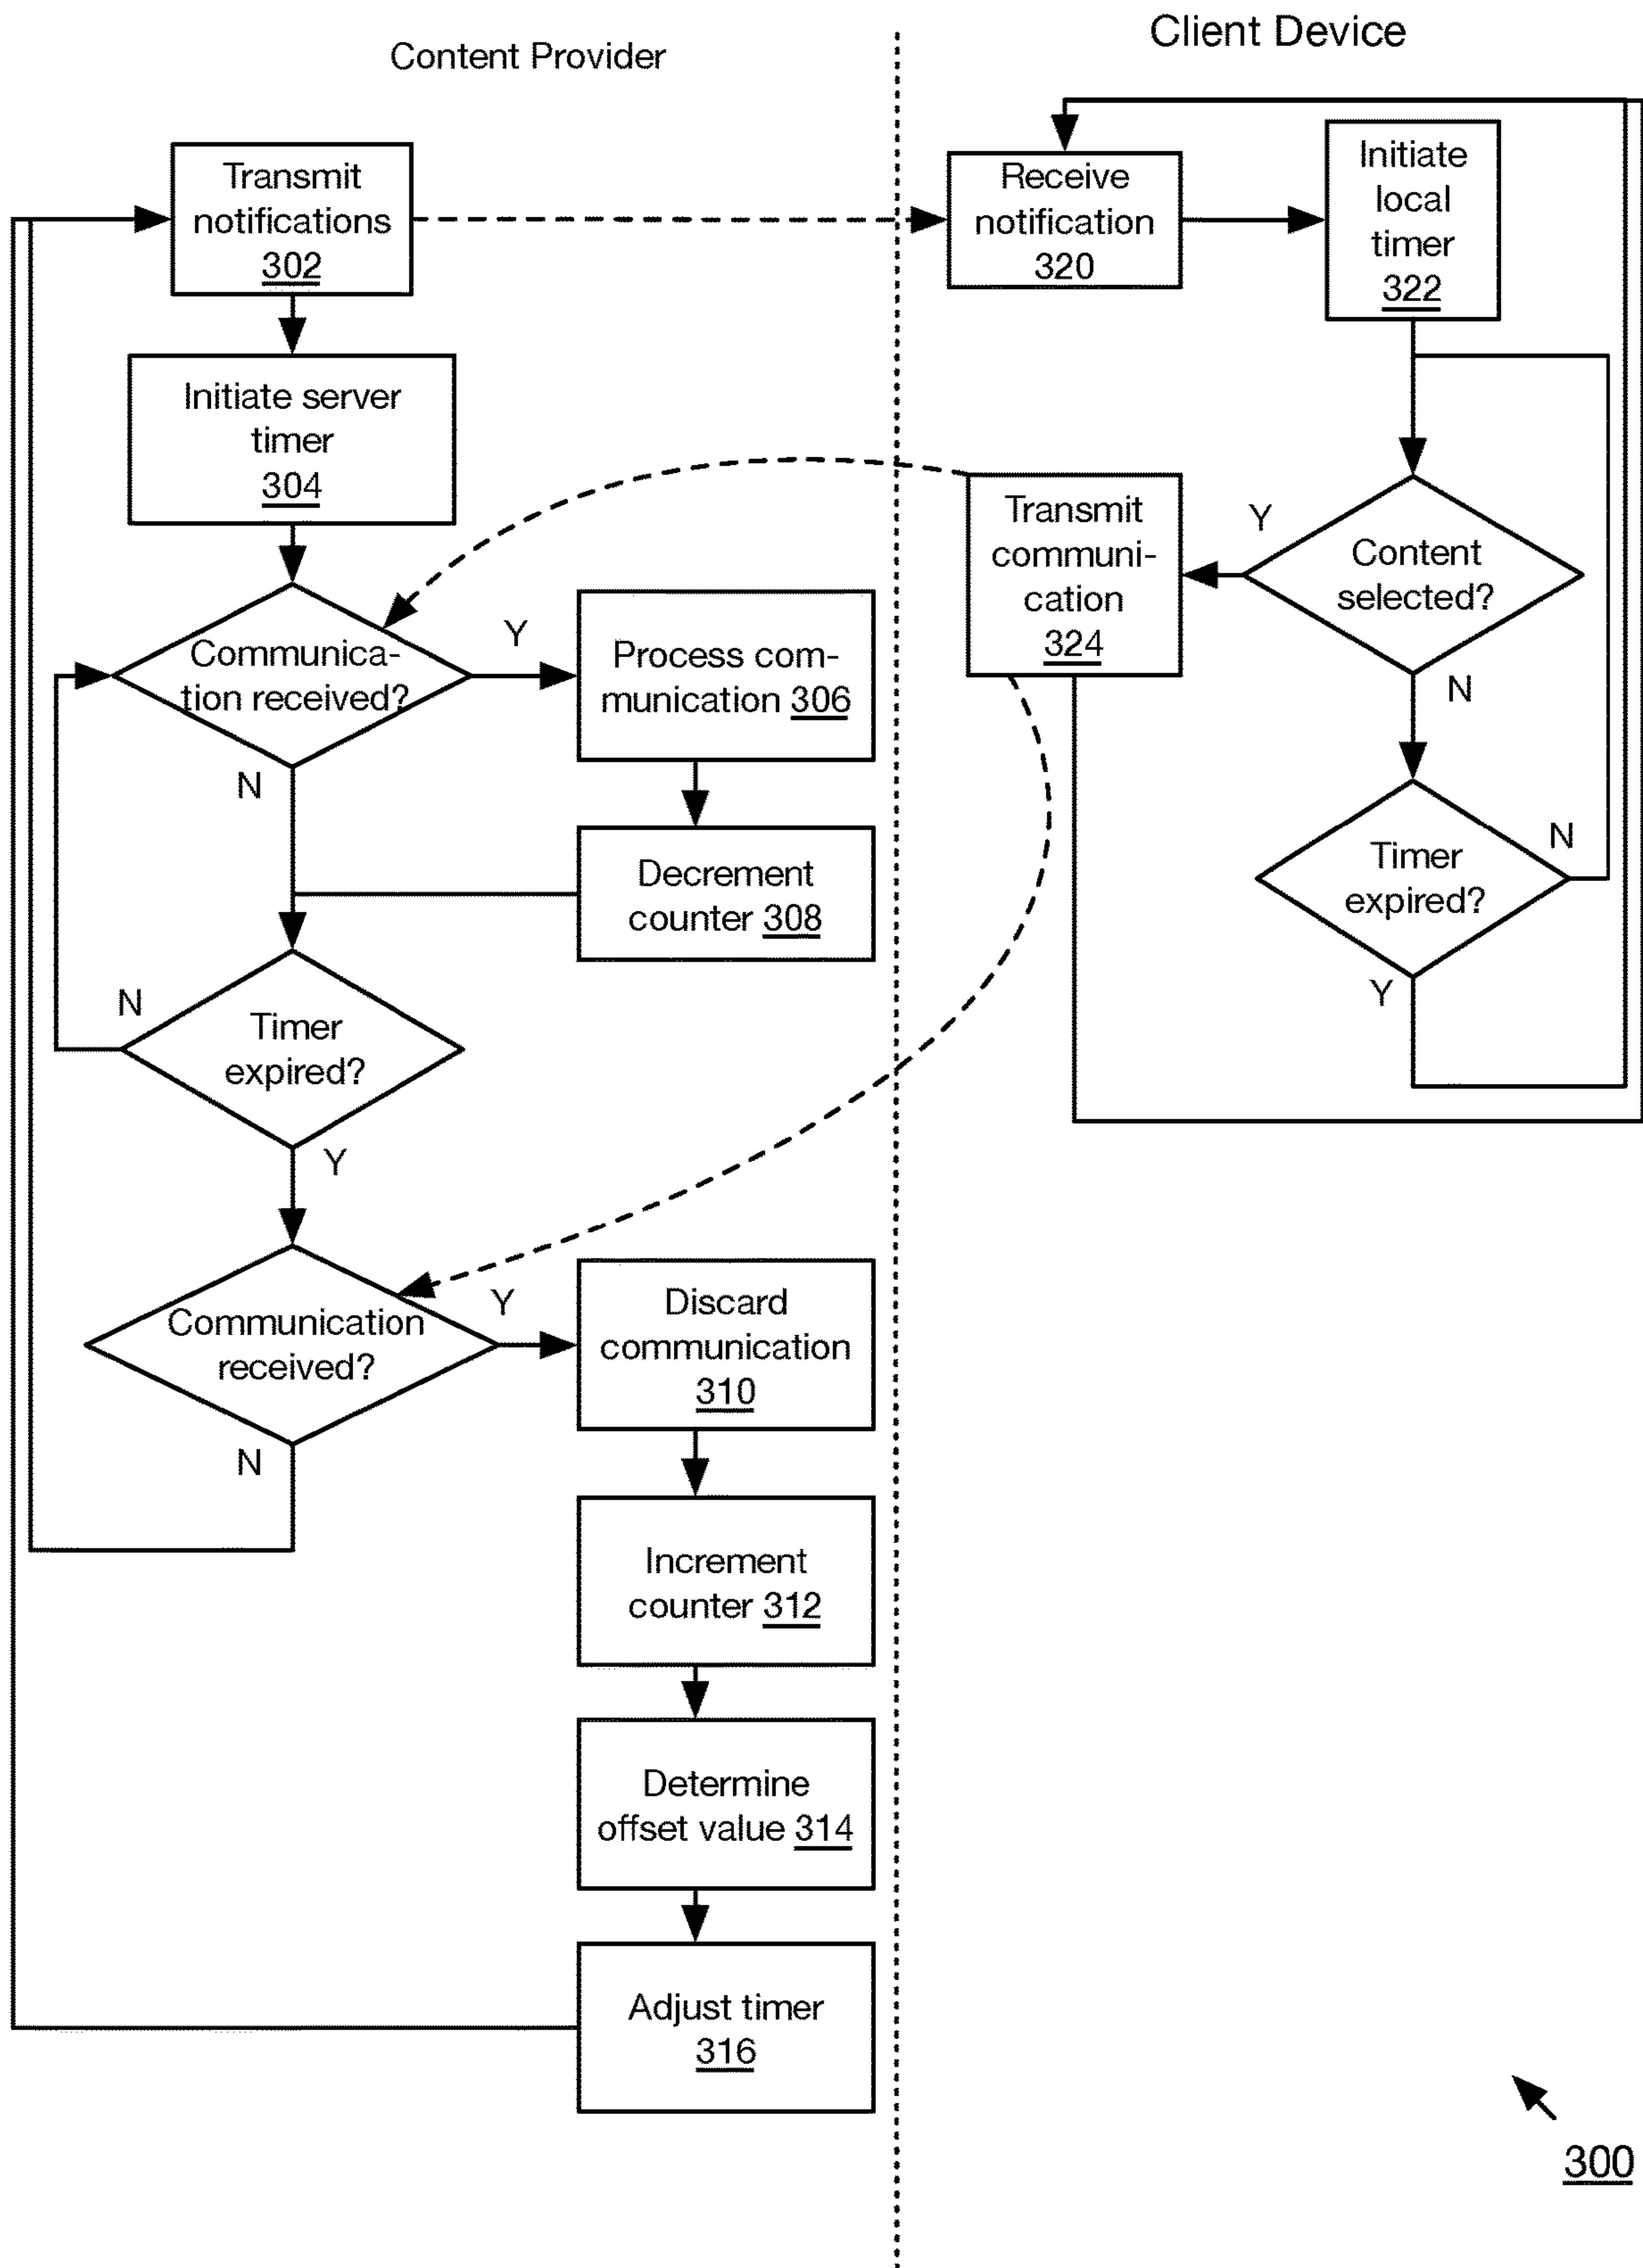 Content Provider
Transmit
notifications
302
Initiate server
timer
304
Communica-
tion received?
Y
N
Process com-
munication 306
Decrement
counter 308
Timer
expired?
N
Y
Communication
received?
Y
N
Discard
communication
310
Increment
counter 312
Determine
offset value 314
Adjust timer
316
Client Device
Receive
notification
320
Initiate
local
timer
322
Content
selected?
Y
N
Transmit
communi-
cation
324
Timer
expired?
N
Y
300